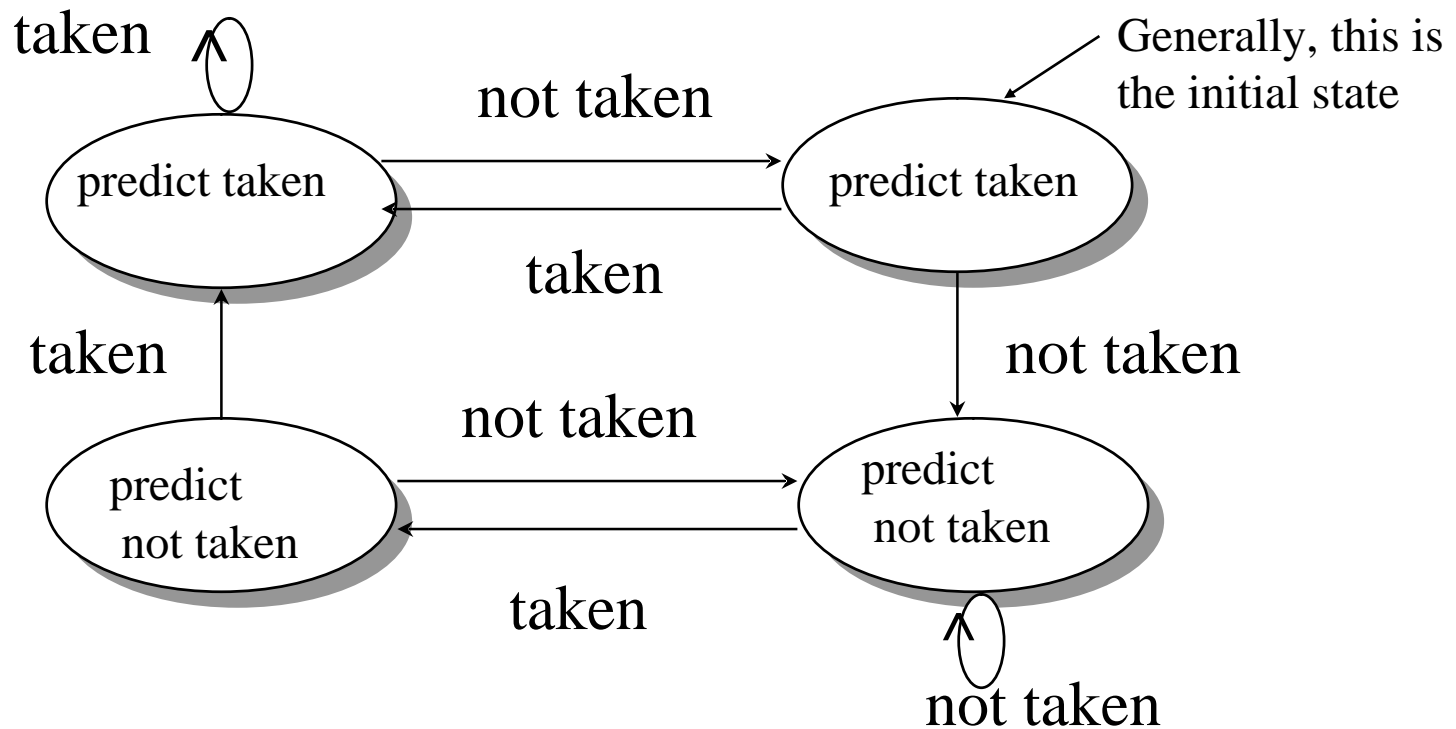 taken
Generally, this is
the initial state
not taken
predict taken
predict taken
taken
taken
not taken
not taken
predict
not taken
predict
not taken
taken
not taken